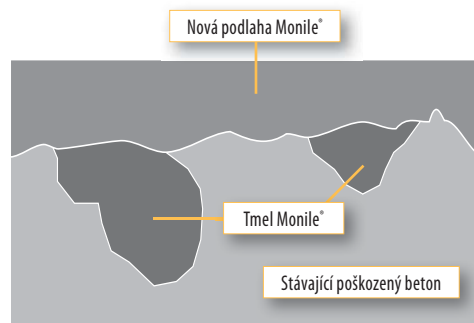 Nová podlaha Monile®
Tmel Monile®
Stávající poškozený beton